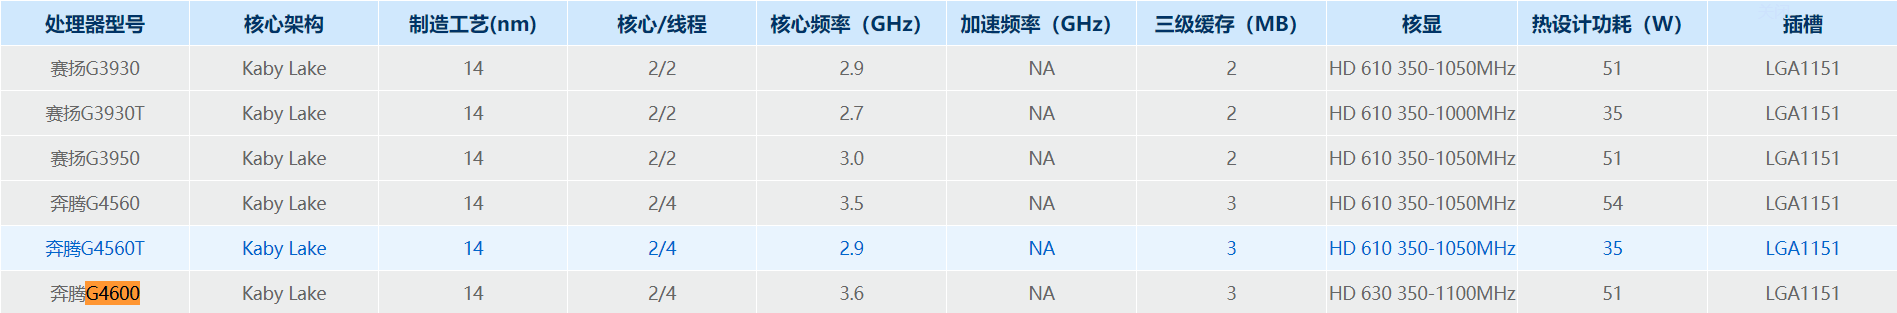 处理器型号 核心架构 制造工艺(nm) 核心/线程 核心频率（GHz） 加速频率（GHz） 三级缓存（MB） 核显 热设计功耗（W） 插槽
赛扬G3930 Kaby Lake 14 2/2 2.9 NA 2 HD 610 350-1050MHz 51 LGA1151
赛扬G3930T Kaby Lake 14 2/2 2.7 NA 2 HD 610 350-1000MHz 35 LGA1151
赛扬G3950 Kaby Lake 14 2/2 3.0 NA 2 HD 610 350-1050MHz 51 LGA1151
奔腾G4560 Kaby Lake 14 2/4 3.5 NA 3 HD 610 350-1050MHz 54 LGA1151
奔腾G4560T Kaby Lake 14 2/4 2.9 NA 3 HD 610 350-1050MHz 35 LGA1151
奔腾G4600 Kaby Lake 14 2/4 3.6 NA 3 HD 630 350-1100MHz 51 LGA1151